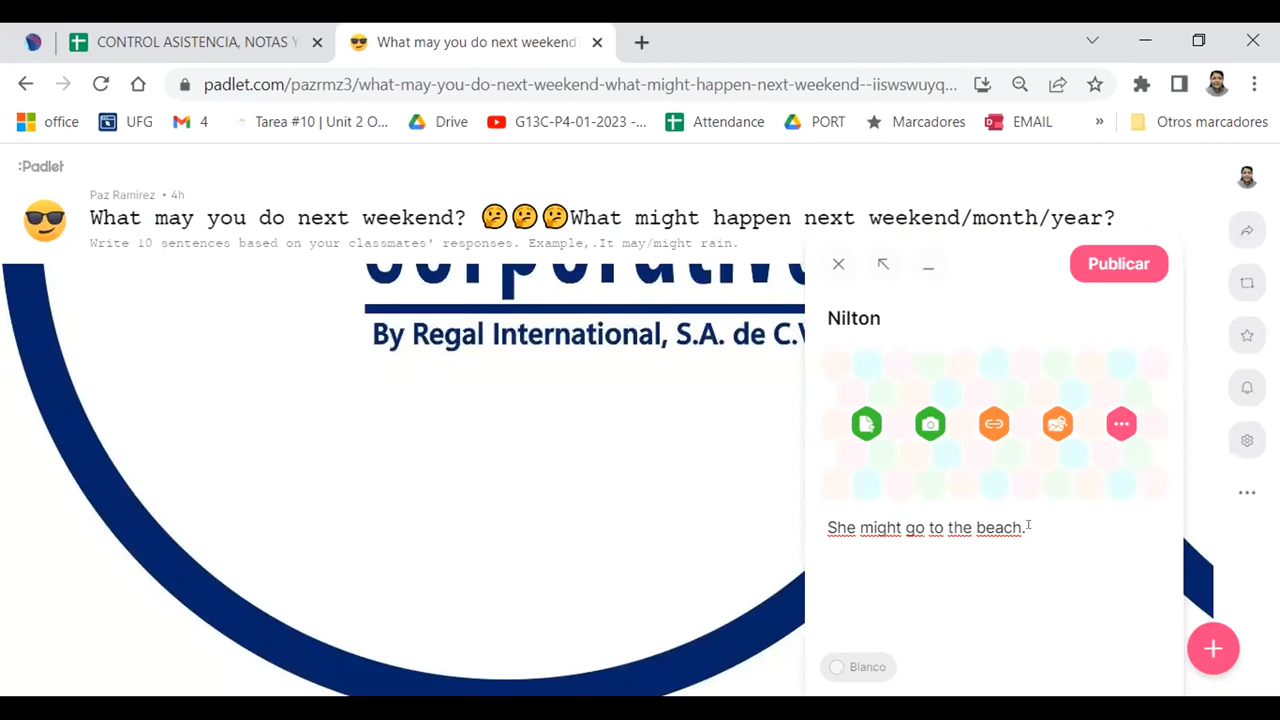 CONTROL ASISTENCIA, NOTAS Y
What may you do next weekend?
padlet.com/pazrmz3/what-may-you-do-next-weekend-what-might-happen-next-weekend--iiswswuyq...
office
UFG
4
Tarea #10 | Unit 2 O...
Drive
G13C-P4-01-2023 -...
Attendance
PORT
Marcadores
EMAIL
»
Otros marcadores
:Padlet
Paz Ramirez • 4h
What may you do next weekend? 🤔🤔🤔What might happen next weekend/month/year?
Write 10 sentences based on your classmates' responses. Example,.It may/might rain.
Corporative
By Regal International, S.A. de C.V
Publicar
Nilton
She might go to the beach.
Blanco